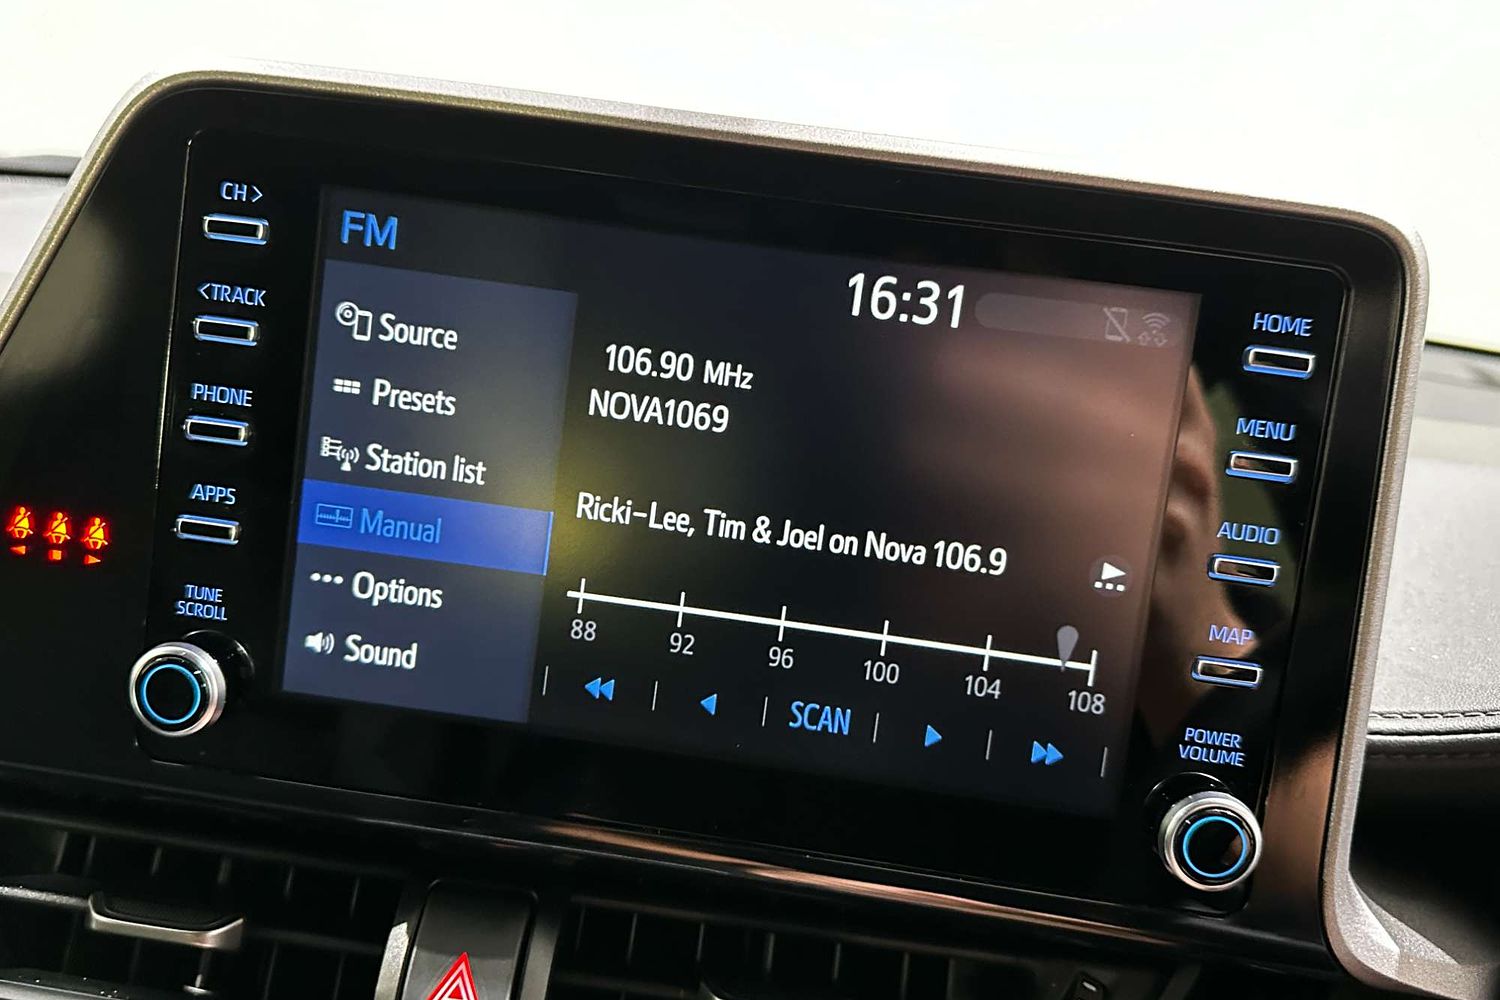 CH >
< TRACK
PHONE
APPS
TUNE
SCROLL
FM
16:31
Source
Presets
Station list
Manual
Options
Sound
106.90 MHz
NOVA1069
Ricki-Lee, Tim & Joel on Nova 106.9
88 92 96 100 104 108
SCAN
HOME
MENU
AUDIO
MAP
POWER
VOLUME